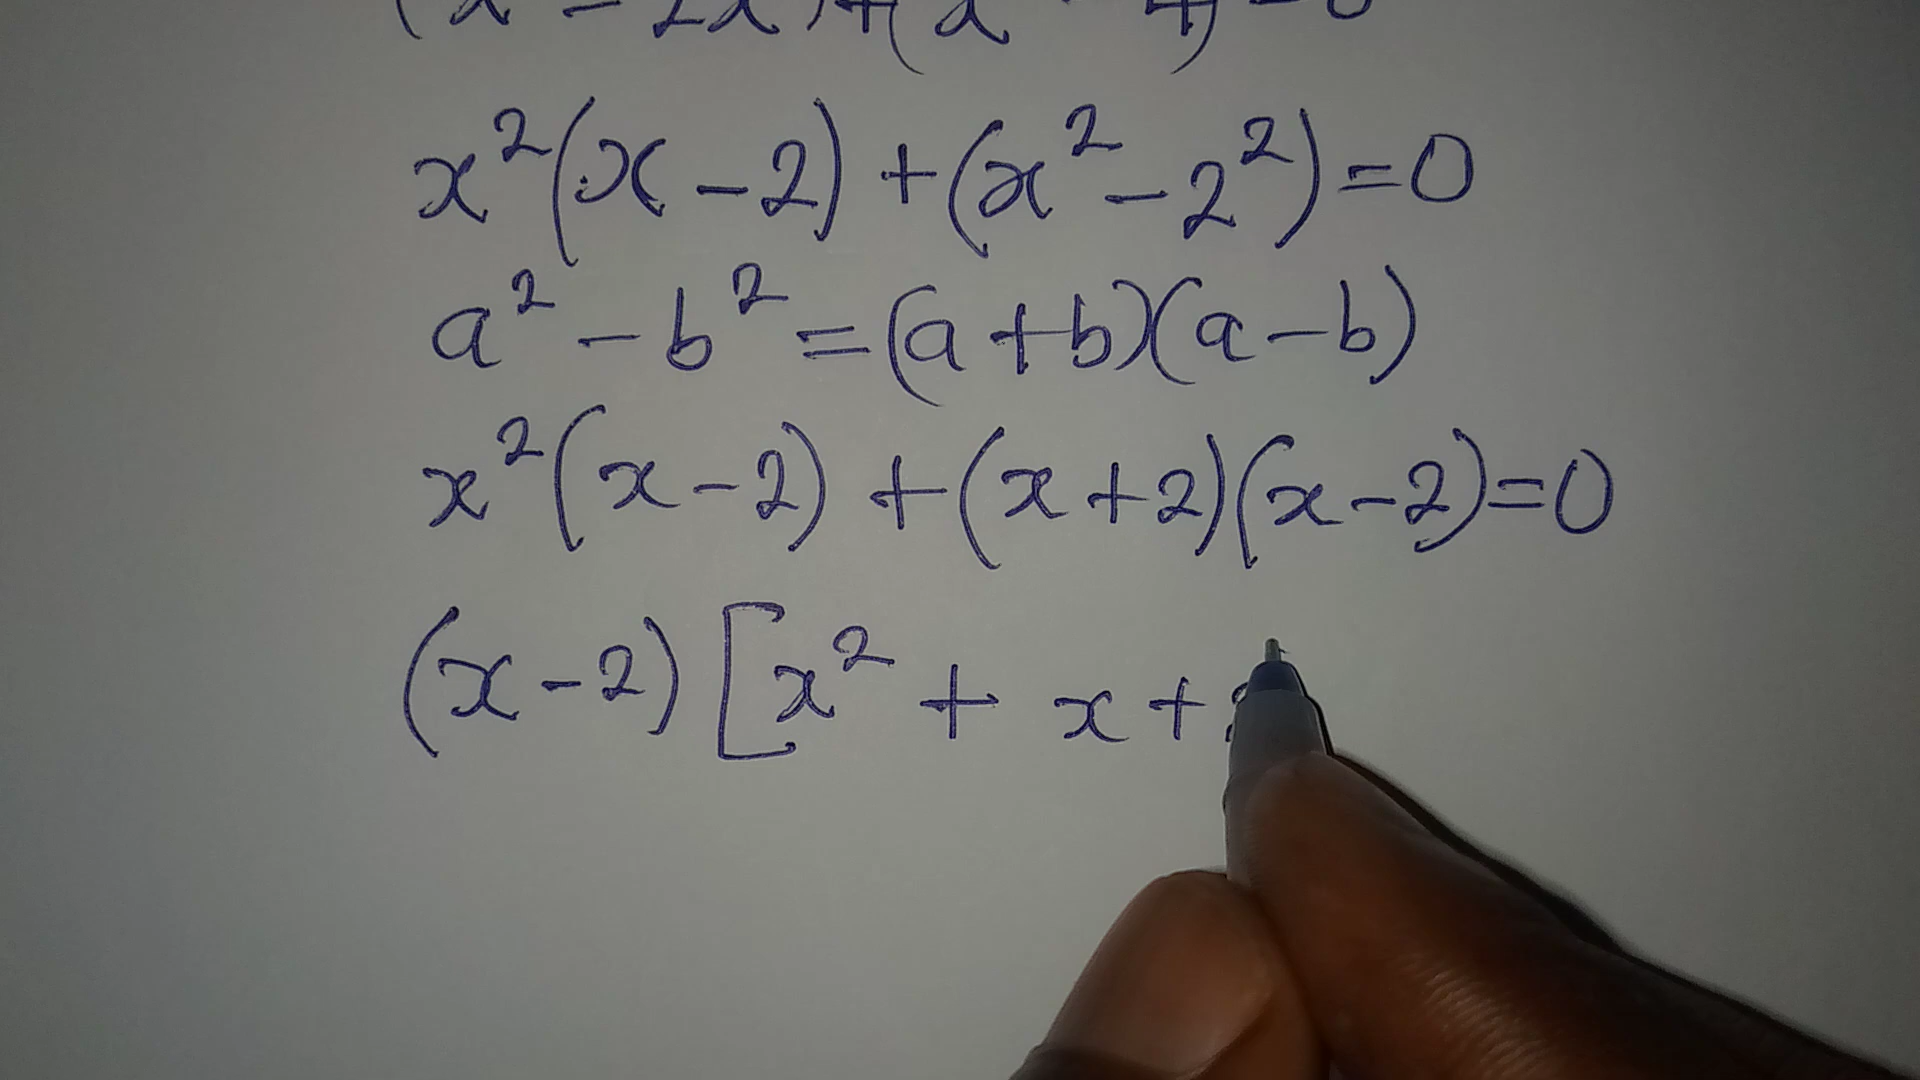 x²(x-2)+(x²-2²)=0
a²-b²=(a+b)(a-b)
x²(x-2)+(x+2)(x-2)=0
(x-2)[x²+x+